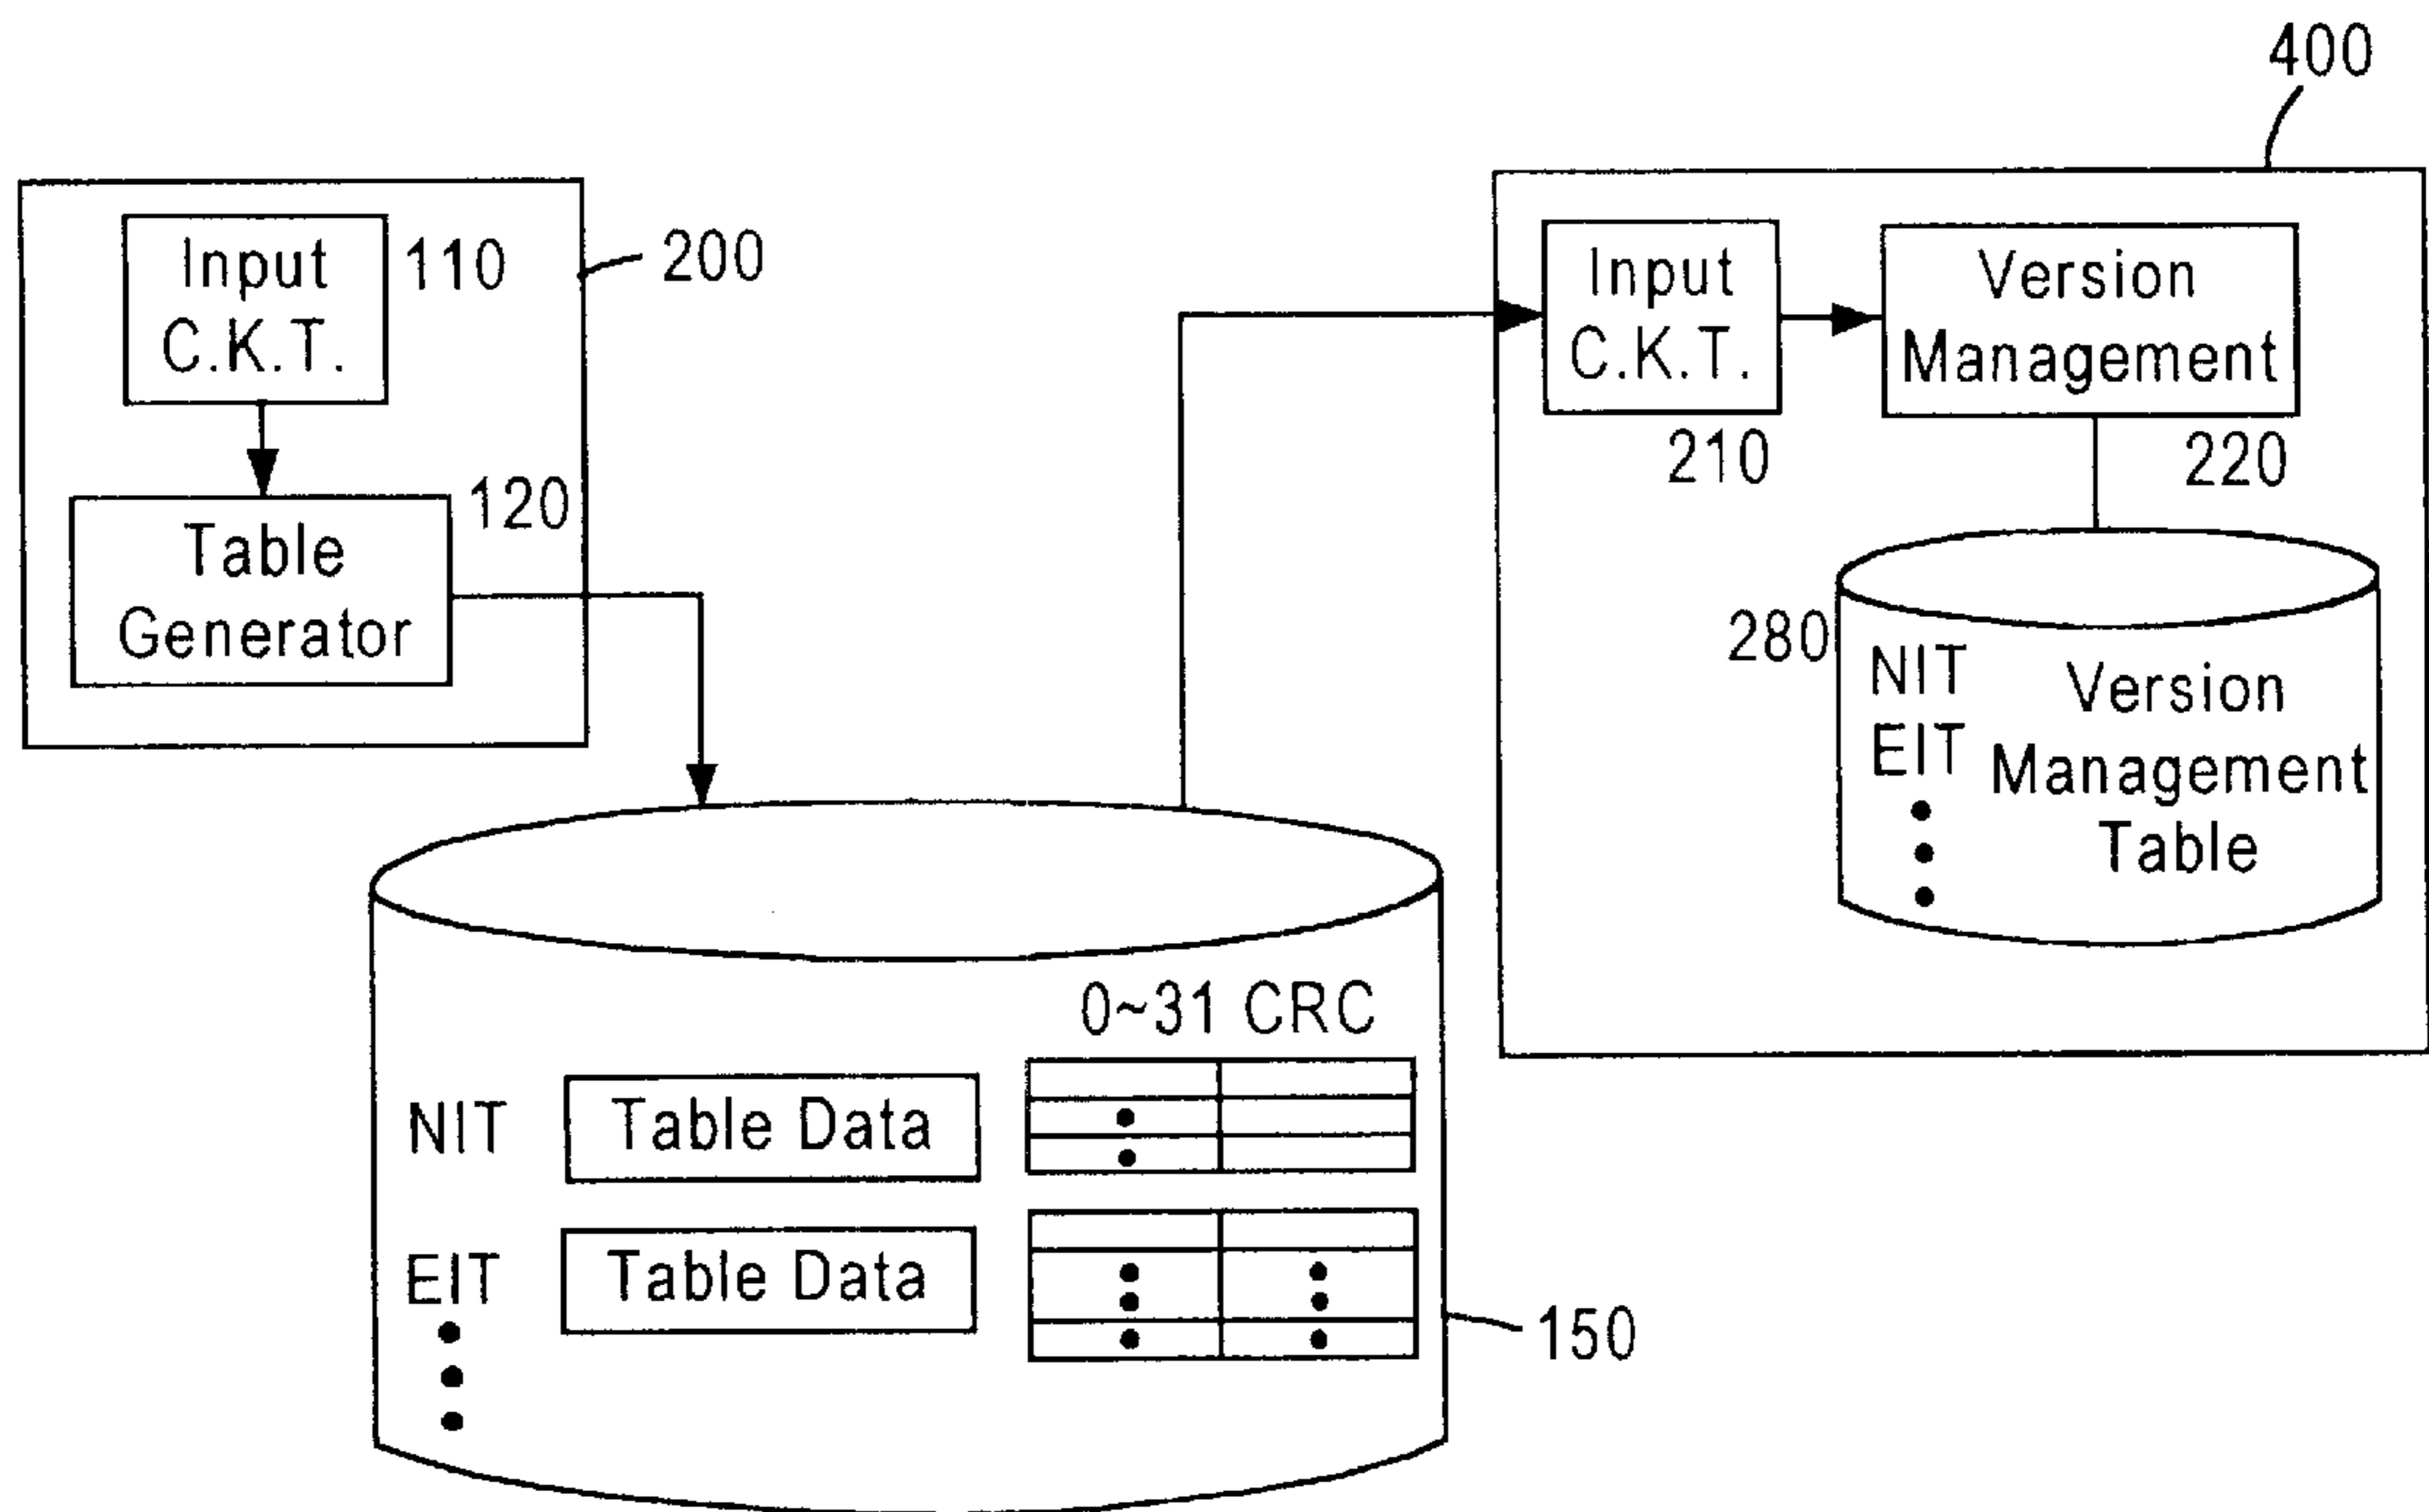 400
Input
C.K.T.
110
200
Table
Generator
120
Input
C.K.T.
210
Version
Management
220
280
NIT
EIT
Version
Management
Table
0~31 CRC
NIT
Table Data
EIT
Table Data
150